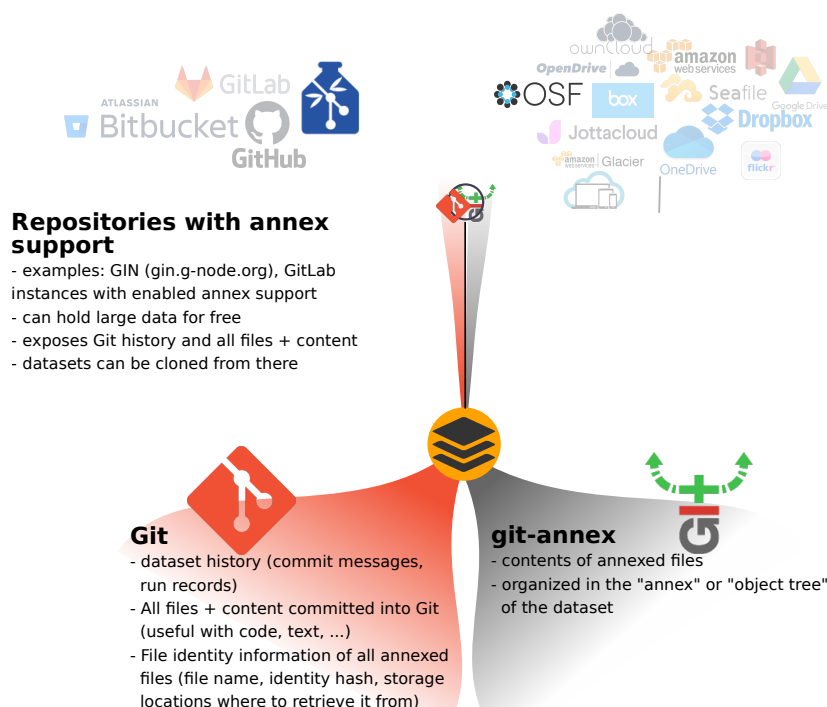 ownCloud
OpenDrive
amazon
webservices
GitLab
OSF
box
Seafile
Google Drive
ATLASSIAN
Bitbucket
Dropbox
Jottacloud
GitHub
amazon
webservices
Glacier
OneDrive
flickr
Repositories with annex
support
- examples: GIN (gin.g-node.org), GitLab
instances with enabled annex support
- can hold large data for free
- exposes Git history and all files + content
- datasets can be cloned from there
git
Git
- dataset history (commit messages,
run records)
- All files + content committed into Git
(useful with code, text, ...)
- File identity information of all annexed
files (file name, identity hash, storage
locations where to retrieve it from)
git-annex
- contents of annexed files
- organized in the "annex" or "object tree"
of the dataset